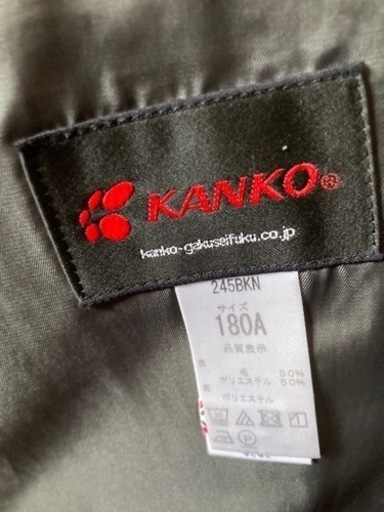 KANKO®
kanko-gakuseifuku.co.jp
245BKN
サイズ
180A
品質表示
毛 50%
ポリエステル 50%
ポリエステル